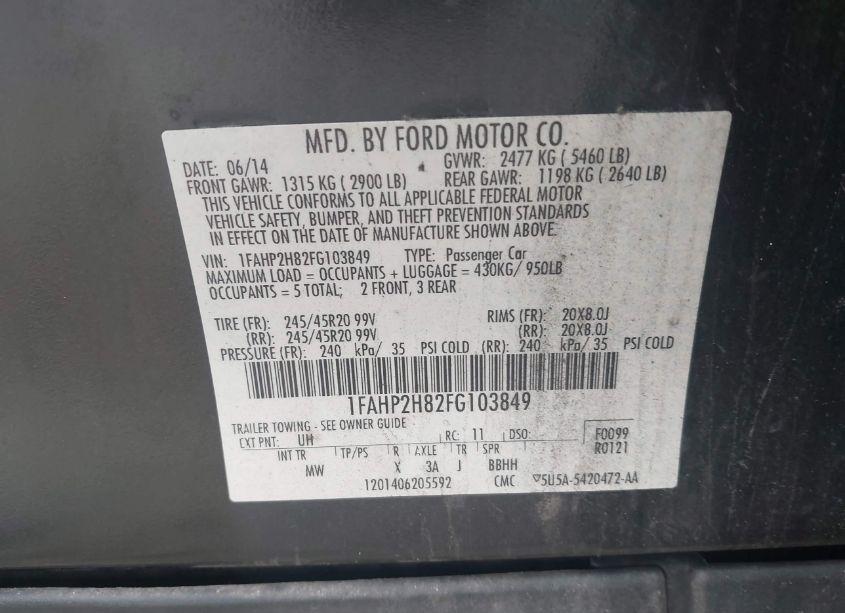 MFD. BY FORD MOTOR CO.
DATE: 06/14 GVWR: 2477 KG ( 5460 LB)
FRONT GAWR: 1315 KG ( 2900 LB) REAR GAWR: 1198 KG ( 2640 LB)
THIS VEHICLE CONFORMS TO ALL APPLICABLE FEDERAL MOTOR
VEHICLE SAFETY, BUMPER, AND THEFT PREVENTION STANDARDS
IN EFFECT ON THE DATE OF MANUFACTURE SHOWN ABOVE.
VIN: 1FAHP2H82FG103849 TYPE: Passenger Car
MAXIMUM LOAD = OCCUPANTS + LUGGAGE = 430KG/ 950LB
OCCUPANTS = 5 TOTAL; 2 FRONT, 3 REAR
TIRE (FR): 245/45R20 99V RIMS (FR): 20X8.0J
(RR): 245/45R20 99V (RR): 20X8.0J
PRESSURE (FR): 240 kPa/ 35 PSI COLD (RR): 240 kPa/ 35 PSI COLD
1FAHP2H82FG103849
TRAILER TOWING - SEE OWNER GUIDE
EXT PNT: UH RC: 11 DSO: F0099
INT TR TP/PS R AXLE TR SPR R0121
MW X 3A J BBHH
1201406205592 CMC ▽5U5A-5420472-AA